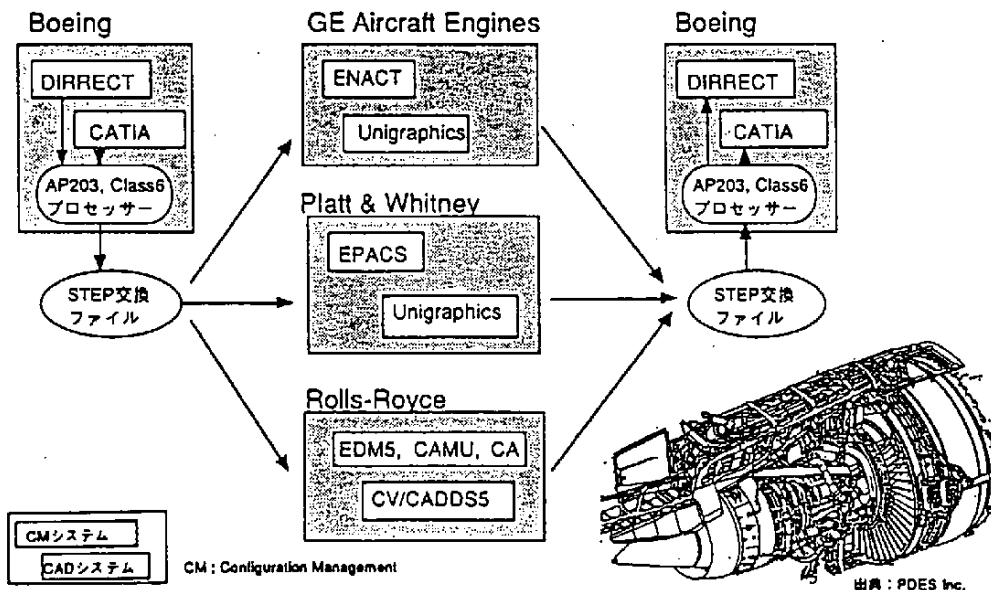 Boeing
DIRRECT
CATIA
AP203, Class6
プロセッサー
STEP交換
ファイル
GE Aircraft Engines
ENACT
Unigraphics
Platt & Whitney
EPACS
Unigraphics
Rolls-Royce
EDM5, CAMU, CA
CV/CADDS5
Boeing
DIRRECT
CATIA
AP203, Class6
プロセッサー
STEP交換
ファイル
CMシステム
CADシステム
CM ; Configuration Management
出典：PDES Inc.